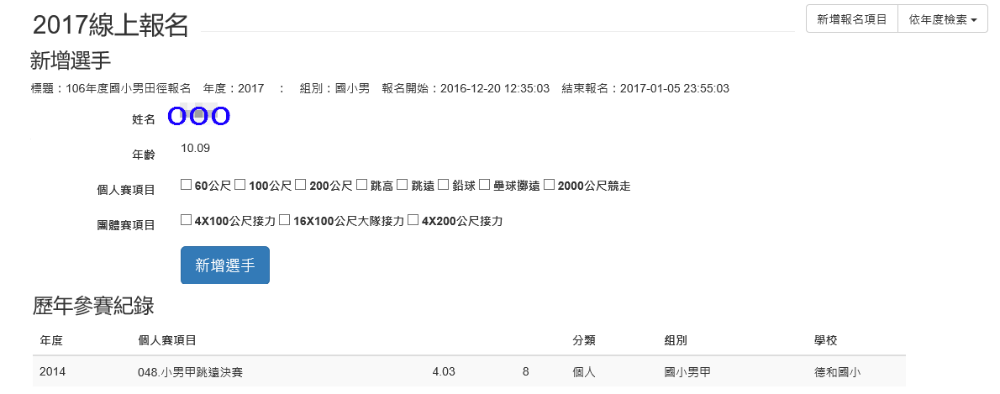 2017線上報名
新增報名項目 依年度檢索
新增選手
標題：106年度國小男田徑報名 年度：2017 ： 組別：國小男 報名開始：2016-12-20 12:35:03 結束報名：2017-01-05 23:55:03
姓名 OOO
年齡 10.09
個人賽項目 60公尺 100公尺 200公尺 跳高 跳遠 鉛球 壘球擲遠 2000公尺競走
團體賽項目 4X100公尺接力 16X100公尺大隊接力 4X200公尺接力
新增選手
歷年參賽紀錄
年度 個人賽項目 分類 組別 學校
2014 048.小男甲跳遠決賽 4.03 8 個人 國小男甲 德和國小